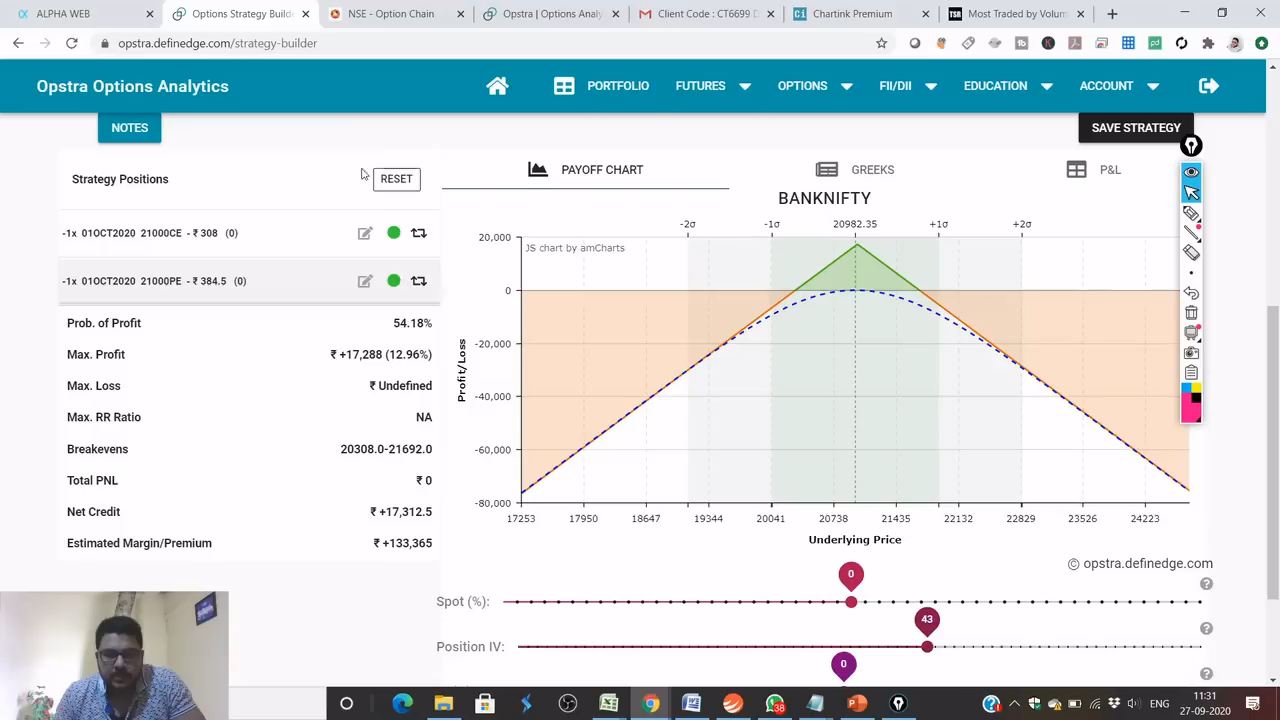 ALPHA WEB
Options Strategy Builde
NSE - Option Chain
Opstra | Options Analy
Client Code : CT6699 D
Chartink Premium
Most Traded by Volum
opstra.definedge.com/strategy-builder
Opstra Options Analytics
PORTFOLIO
FUTURES
OPTIONS
FII/DII
EDUCATION
ACCOUNT
NOTES
SAVE STRATEGY
Strategy Positions
RESET
PAYOFF CHART
GREEKS
P&L
-1x 01OCT2020 21000CE - ₹ 308 (0)
-1x 01OCT2020 21000PE - ₹ 384.5 (0)
Prob. of Profit 54.18%
Max. Profit ₹ +17,288 (12.96%)
Max. Loss ₹ Undefined
Max. RR Ratio NA
Breakevens 20308.0-21692.0
Total PNL ₹ 0
Net Credit ₹ +17,312.5
Estimated Margin/Premium ₹ +133,365
BANKNIFTY
-2σ -1σ 20982.35 +1σ +2σ
JS chart by amCharts
20,000
0
-20,000
-40,000
-60,000
-80,000
Profit/Loss
17253 17950 18647 19344 20041 20738 21435 22132 22829 23526 24223
Underlying Price
© opstra.definedge.com
0
Spot (%):
43
Position IV:
0
38
ENG
11:31
27-09-2020